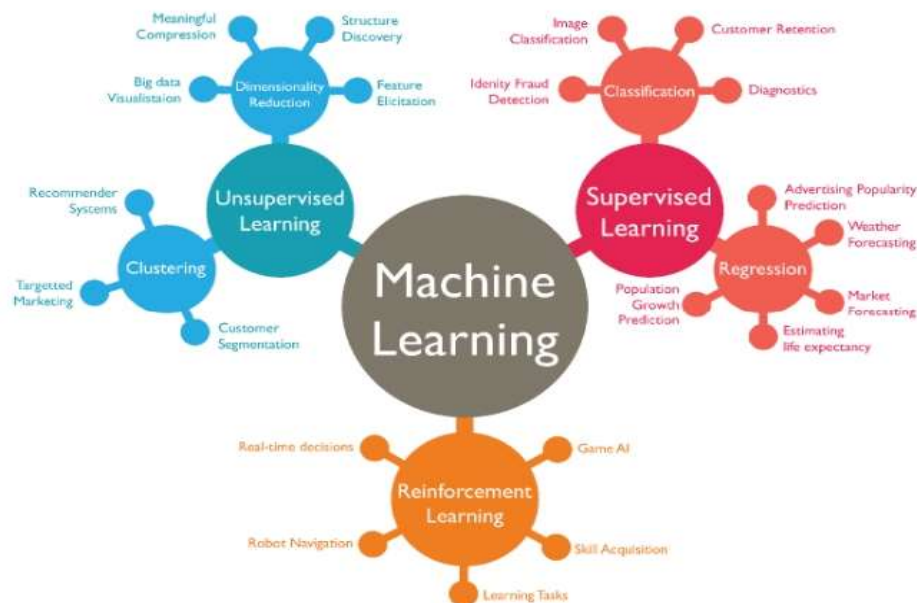 Meaningful
Compression
Structure
Discovery
Big data
Visualistaion
Dimensionality
Reduction
Feature
Elicitation
Recommender
Systems
Unsupervised
Learning
Clustering
Targetted
Marketing
Customer
Segmentation
Machine
Learning
Image
Classification
Customer Retention
Idenity Fraud
Detection
Classification
Diagnostics
Supervised
Learning
Advertising Popularity
Prediction
Weather
Forecasting
Regression
Population
Growth
Prediction
Market
Forecasting
Estimating
life expectancy
Real-time decisions
Game AI
Reinforcement
Learning
Robot Navigation
Skill Acquisition
Learning Tasks